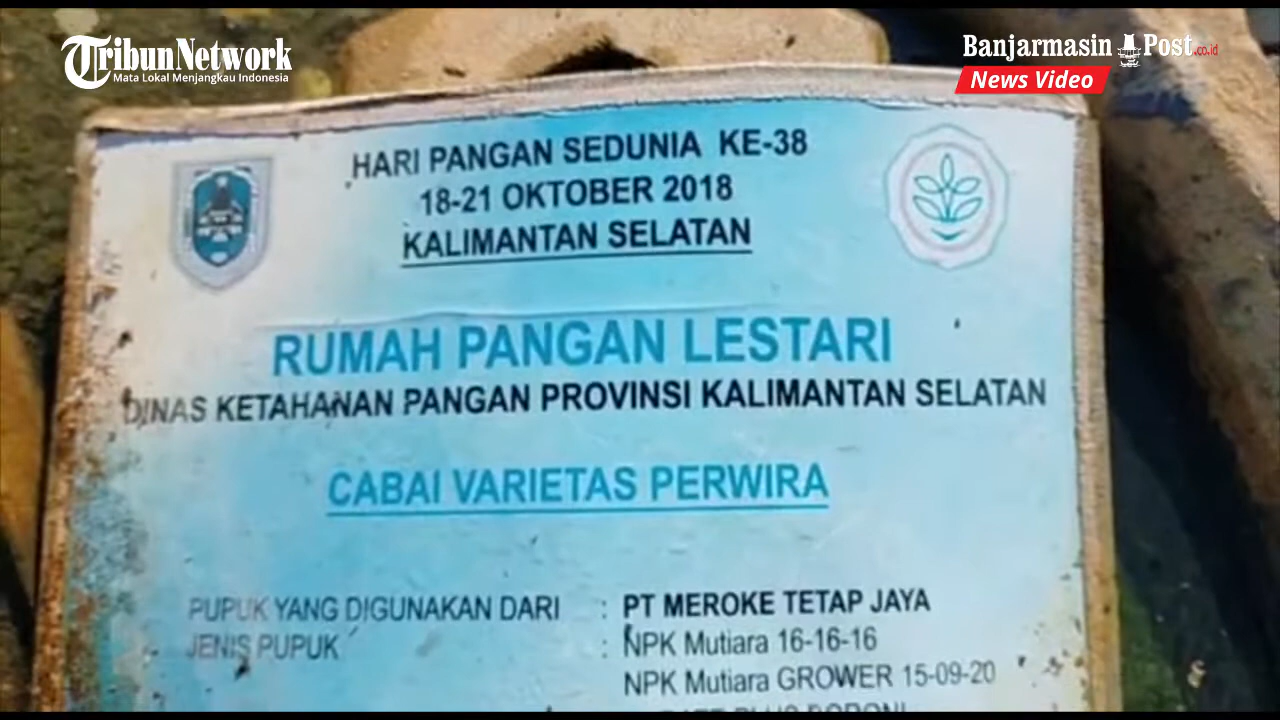 TribunNetwork
Mata Lokal Menjangkau Indonesia
Banjarmasin Post.co.id
News Video
HARI PANGAN SEDUNIA KE-38
18-21 OKTOBER 2018
KALIMANTAN SELATAN
RUMAH PANGAN LESTARI
DINAS KETAHANAN PANGAN PROVINSI KALIMANTAN SELATAN
CABAI VARIETAS PERWIRA
PUPUK YANG DIGUNAKAN DARI : PT MEROKE TETAP JAYA
JENIS PUPUK : NPK Mutiara 16-16-16
NPK Mutiara GROWER 15-09-20